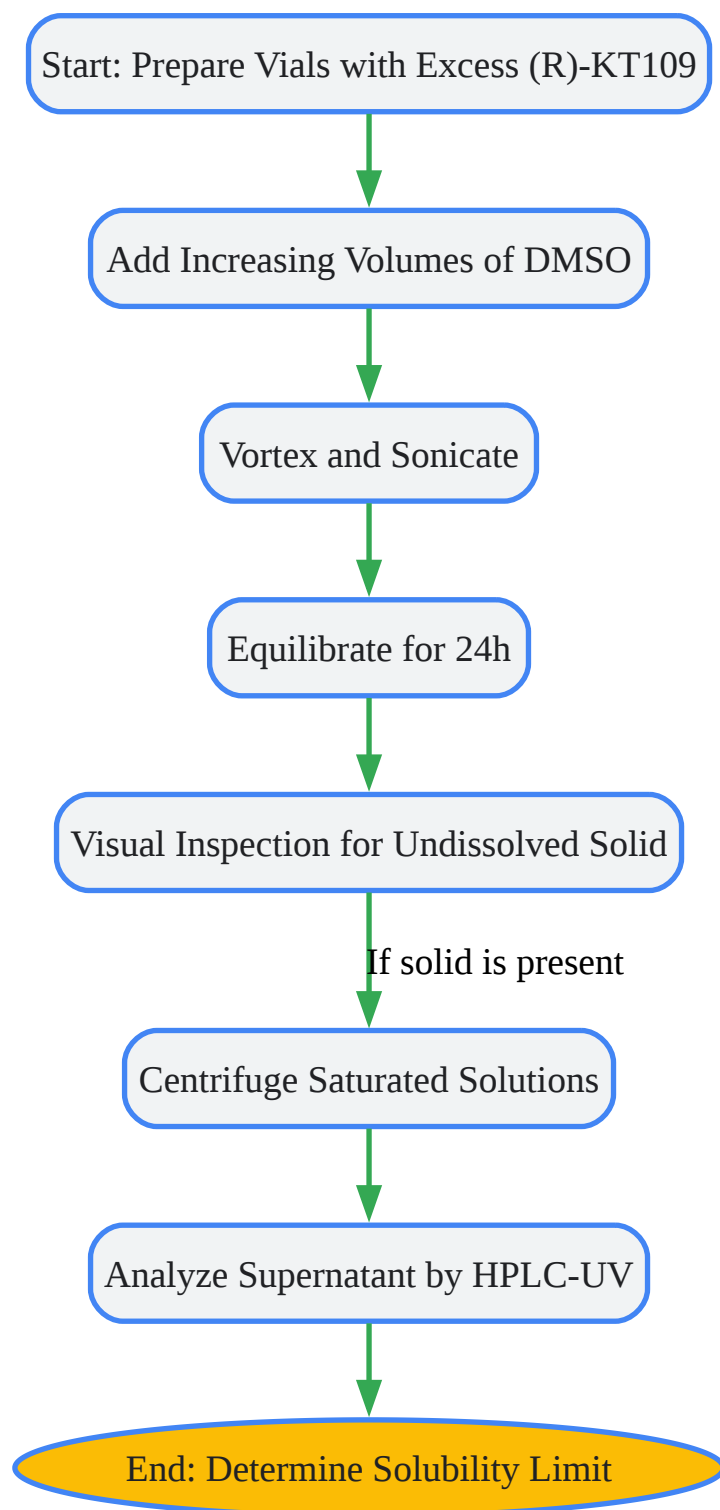 Start: Prepare Vials with Excess (R)-KT109
Add Increasing Volumes of DMSO
Vortex and Sonicate
Equilibrate for 24h
Visual Inspection for Undissolved Solid
If solid is present
Centrifuge Saturated Solutions
Analyze Supernatant by HPLC-UV
End: Determine Solubility Limit